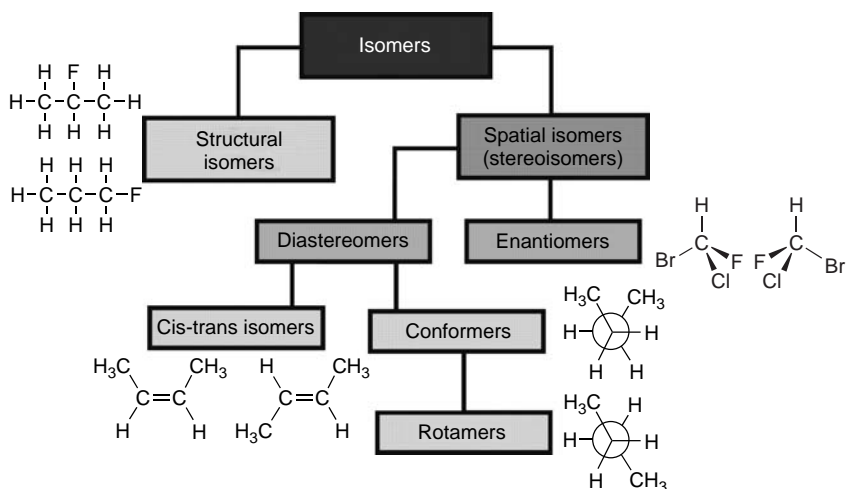 Isomers
H F H
H C C C H
H H H
Structural
isomers
H H H
H C C C F
H H H
Spatial isomers
(stereoisomers)
Diastereomers
Enantiomers
H
Br C F
Cl
H
F C Br
Cl
Cis-trans isomers
Conformers
H₃C CH₃
H H
H H
H₃C CH₃
C=C
H H
H CH₃
C=C
H₃C H
Rotamers
H₃C H
H H
H CH₃